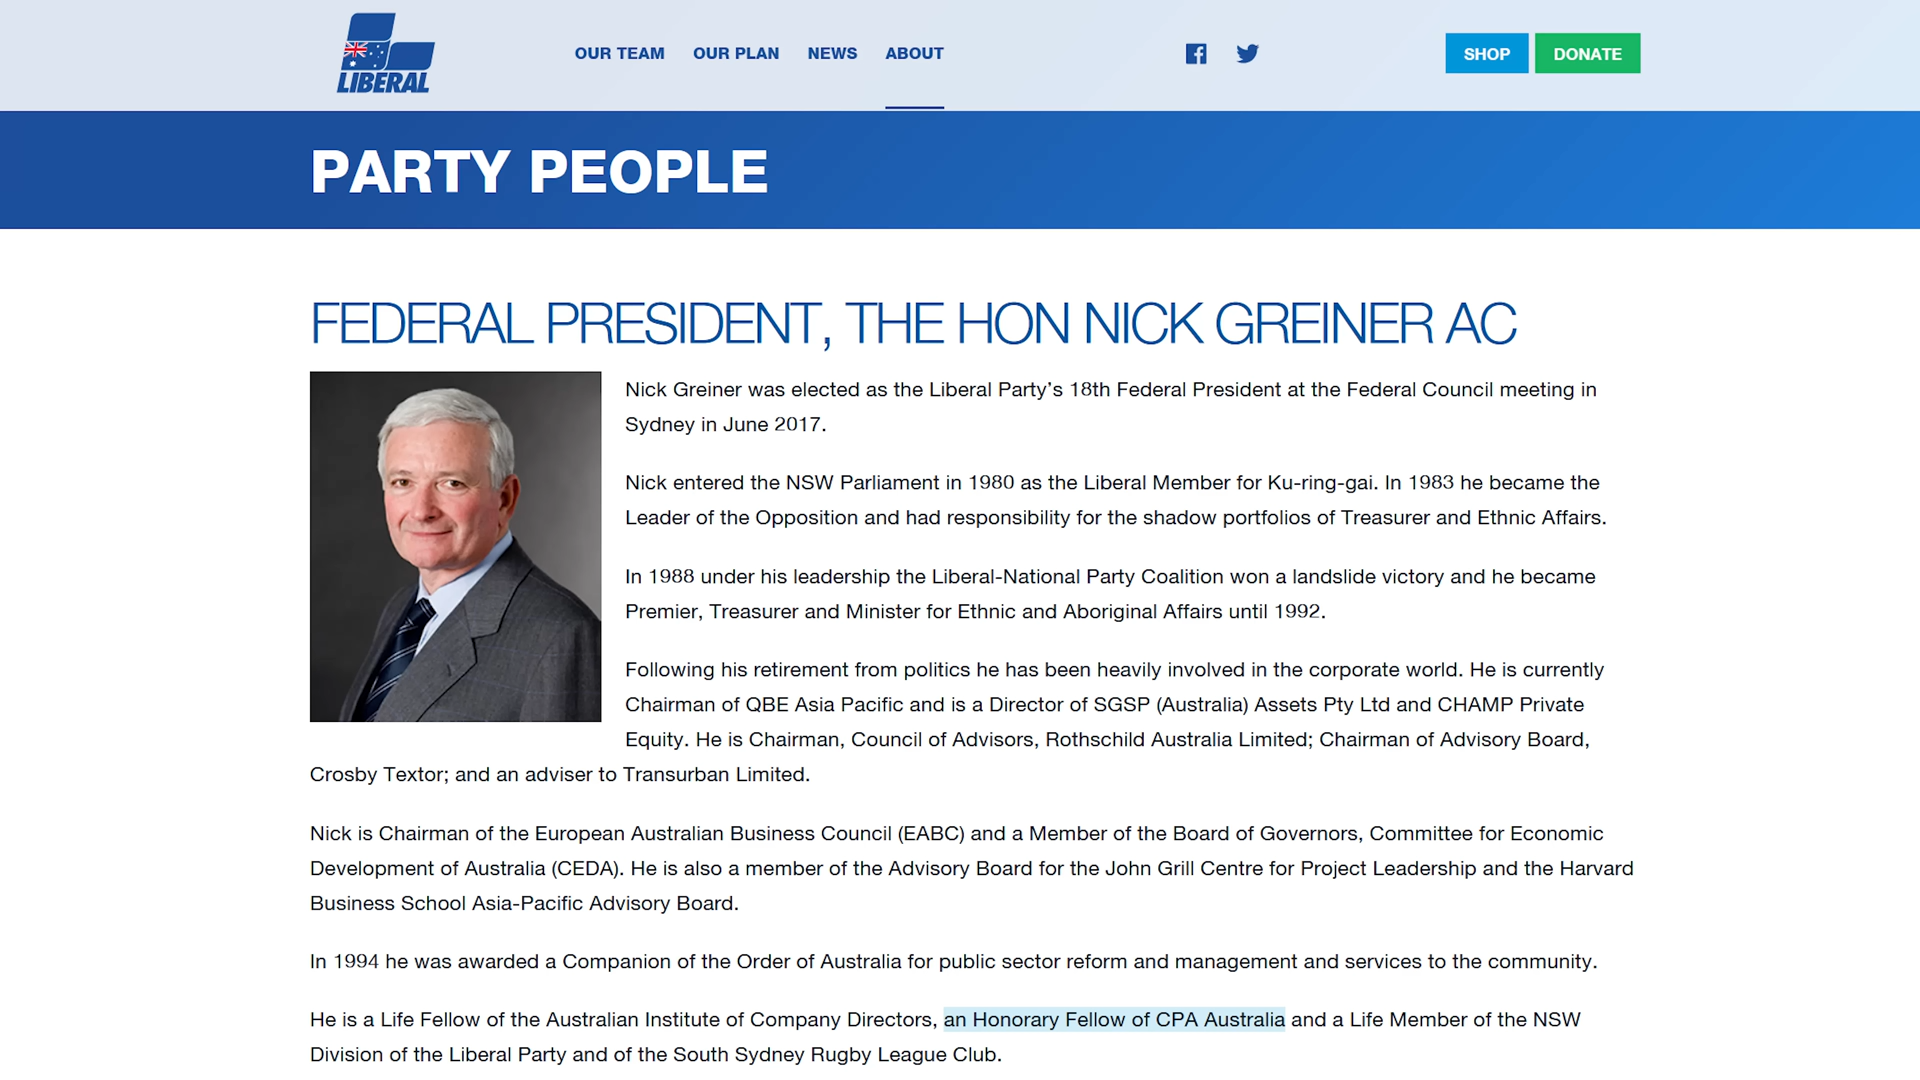 LIBERAL
OUR TEAM OUR PLAN NEWS ABOUT
SHOP DONATE
PARTY PEOPLE
FEDERAL PRESIDENT, THE HON NICK GREINER AC
Nick Greiner was elected as the Liberal Party’s 18th Federal President at the Federal Council meeting in
Sydney in June 2017.
Nick entered the NSW Parliament in 1980 as the Liberal Member for Ku-ring-gai. In 1983 he became the
Leader of the Opposition and had responsibility for the shadow portfolios of Treasurer and Ethnic Affairs.
In 1988 under his leadership the Liberal-National Party Coalition won a landslide victory and he became
Premier, Treasurer and Minister for Ethnic and Aboriginal Affairs until 1992.
Following his retirement from politics he has been heavily involved in the corporate world. He is currently
Chairman of QBE Asia Pacific and is a Director of SGSP (Australia) Assets Pty Ltd and CHAMP Private
Equity. He is Chairman, Council of Advisors, Rothschild Australia Limited; Chairman of Advisory Board,
Crosby Textor; and an adviser to Transurban Limited.
Nick is Chairman of the European Australian Business Council (EABC) and a Member of the Board of Governors, Committee for Economic
Development of Australia (CEDA). He is also a member of the Advisory Board for the John Grill Centre for Project Leadership and the Harvard
Business School Asia-Pacific Advisory Board.
In 1994 he was awarded a Companion of the Order of Australia for public sector reform and management and services to the community.
He is a Life Fellow of the Australian Institute of Company Directors, an Honorary Fellow of CPA Australia and a Life Member of the NSW
Division of the Liberal Party and of the South Sydney Rugby League Club.